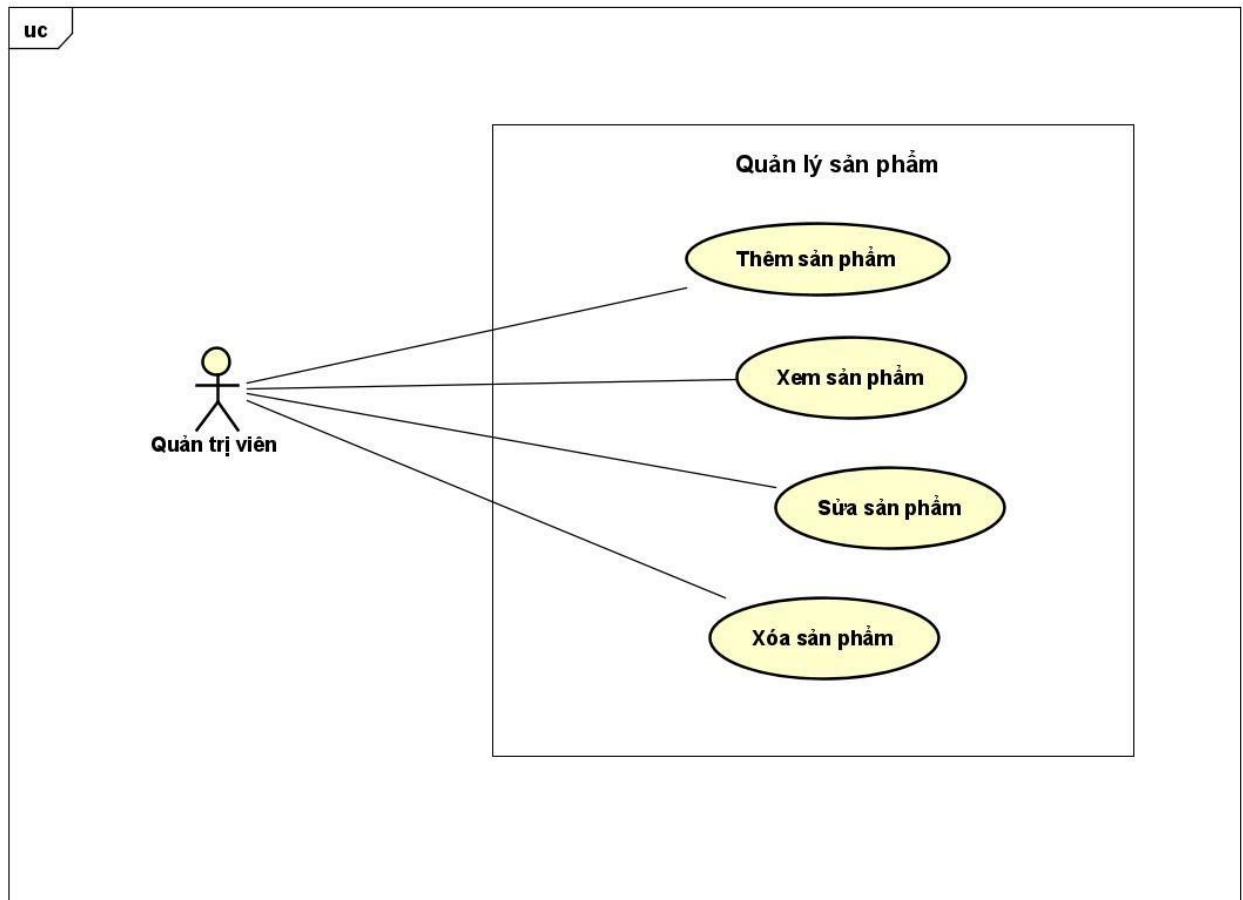 uc
Quản lý sản phẩm
Thêm sản phẩm
Xem sản phẩm
Quản trị viên
Sửa sản phẩm
Xóa sản phẩm